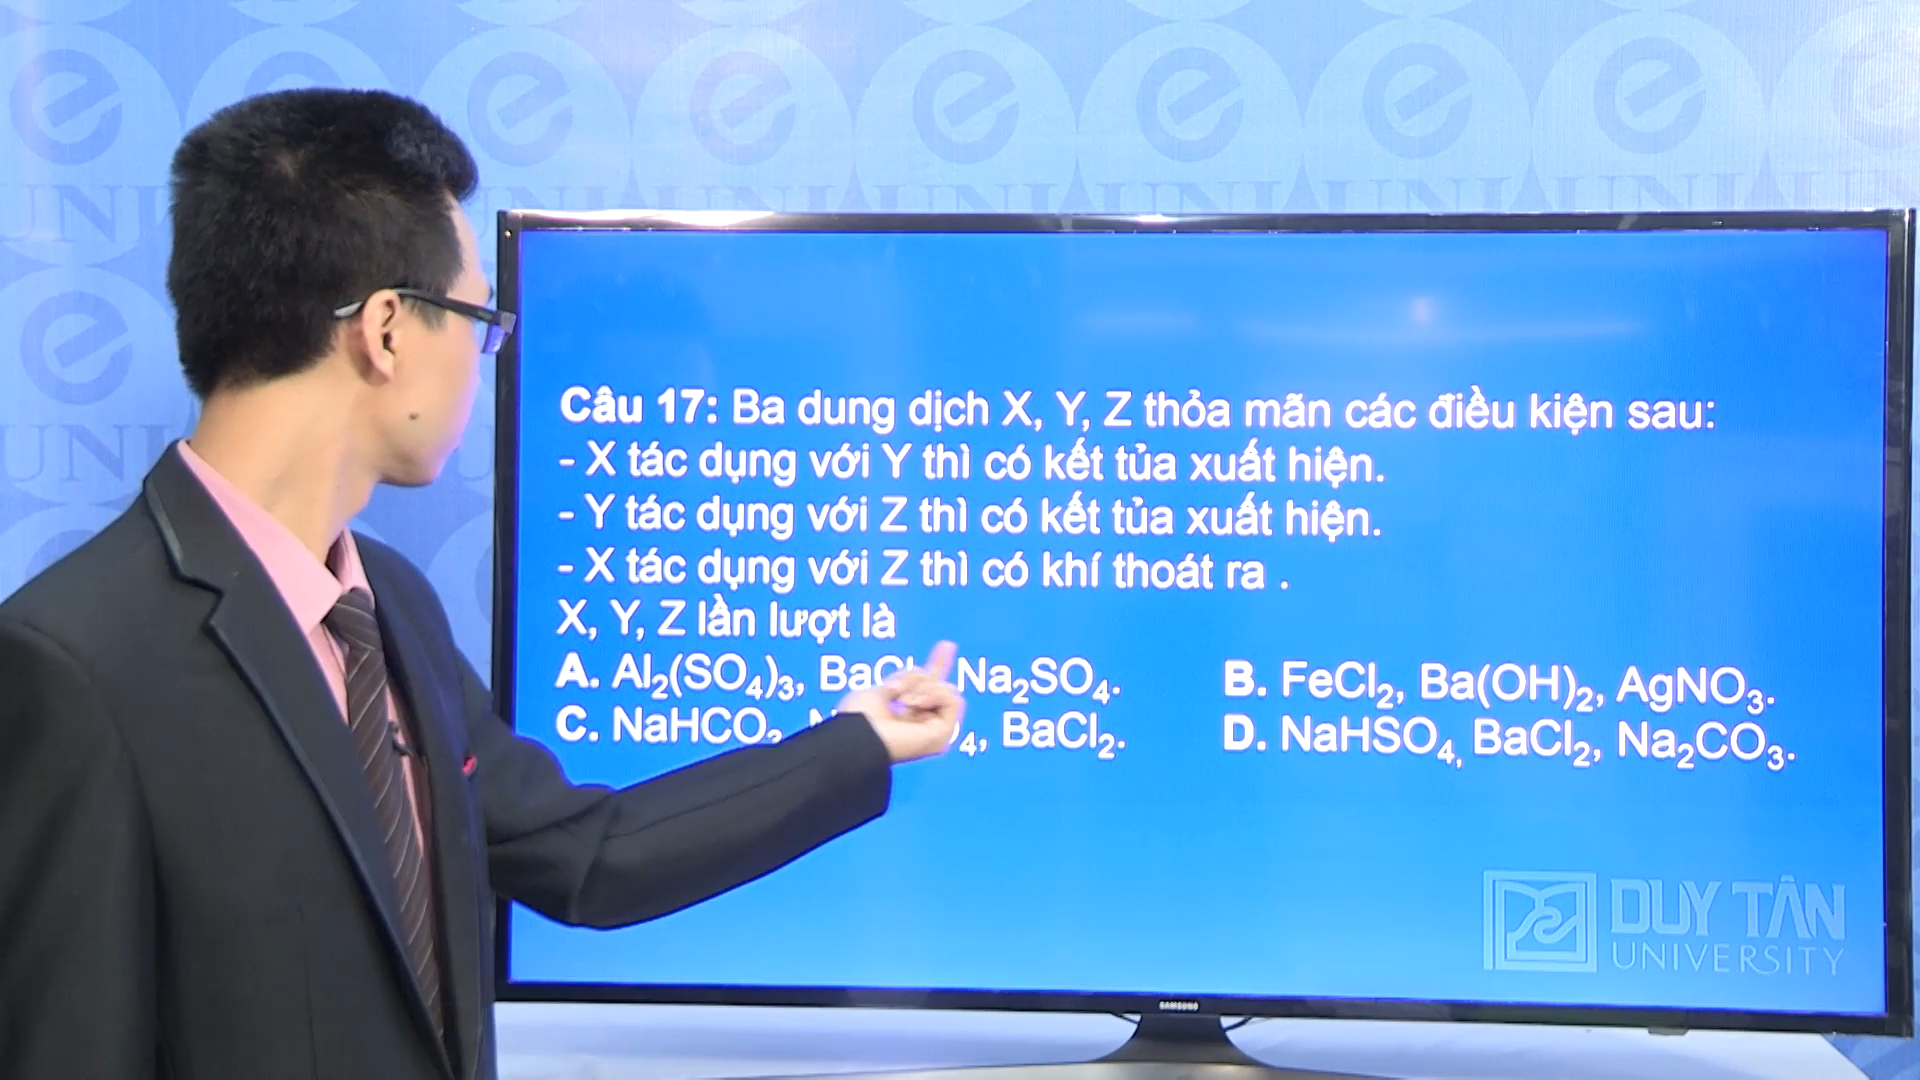 Câu 17: Ba dung dịch X, Y, Z thỏa mãn các điều kiện sau:
- X tác dụng với Y thì có kết tủa xuất hiện.
- Y tác dụng với Z thì có kết tủa xuất hiện.
- X tác dụng với Z thì có khí thoát ra .
X, Y, Z lần lượt là
A. Al₂(SO₄)₃, Na₂SO₄. B. FeCl₂, Ba(OH)₂, AgNO₃.
C. BaCl₂. D. NaHSO₄, BaCl₂, Na₂CO₃.
DUY TÂN
UNIVERSITY
SAMSUNG